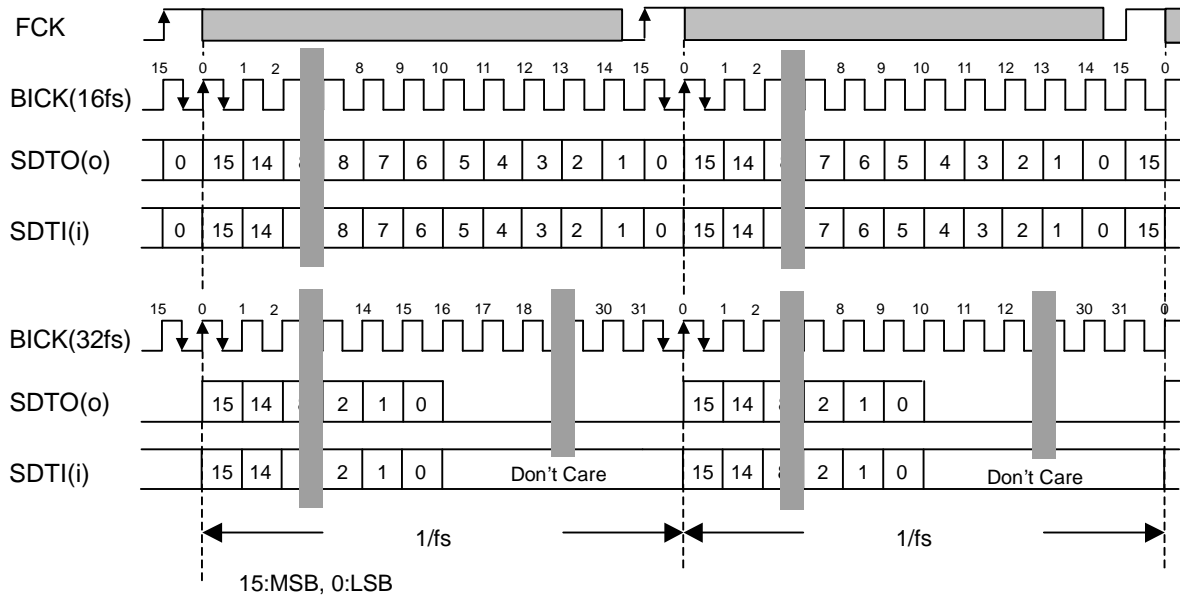 FCK
15 0 1 2 8 9 10 11 12 13 14 15 0 1 2 8 9 10 11 12 13 14 15 0
BICK(16fs)
SDTO(o) 0 15 14 8 7 6 5 4 3 2 1 0 15 14 7 6 5 4 3 2 1 0 15
SDTI(i) 0 15 14 8 7 6 5 4 3 2 1 0 15 14 7 6 5 4 3 2 1 0 15
15 0 1 2 14 15 16 17 18 30 31 0 1 2 8 9 10 11 12 30 31 0
BICK(32fs)
SDTO(o) 15 14 2 1 0 15 14 2 1 0
SDTI(i) 15 14 2 1 0 Don't Care 15 14 2 1 0 Don't Care
1/fs 1/fs
15:MSB, 0:LSB